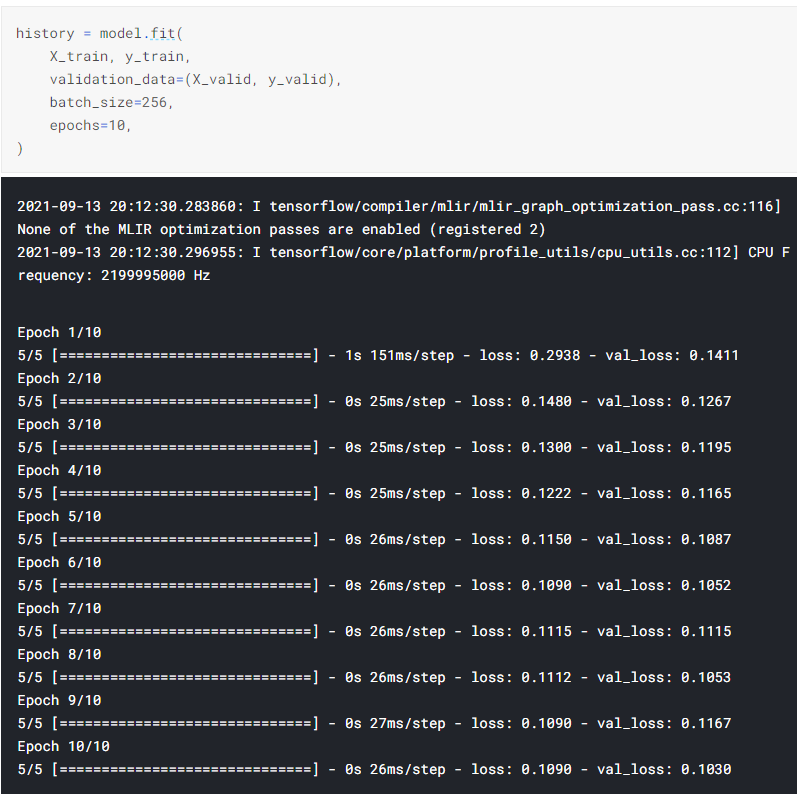 history = model.fit(
    X_train, y_train,
    validation_data=(X_valid, y_valid),
    batch_size=256,
    epochs=10,
)
2021-09-13 20:12:30.283860: I tensorflow/compiler/mlir/mlir_graph_optimization_pass.cc:116]
None of the MLIR optimization passes are enabled (registered 2)
2021-09-13 20:12:30.296955: I tensorflow/core/platform/profile_utils/cpu_utils.cc:112] CPU F
requency: 2199995000 Hz
Epoch 1/10
5/5 [==============================] - 1s 151ms/step - loss: 0.2938 - val_loss: 0.1411
Epoch 2/10
5/5 [==============================] - 0s 25ms/step - loss: 0.1480 - val_loss: 0.1267
Epoch 3/10
5/5 [==============================] - 0s 25ms/step - loss: 0.1300 - val_loss: 0.1195
Epoch 4/10
5/5 [==============================] - 0s 25ms/step - loss: 0.1222 - val_loss: 0.1165
Epoch 5/10
5/5 [==============================] - 0s 26ms/step - loss: 0.1150 - val_loss: 0.1087
Epoch 6/10
5/5 [==============================] - 0s 26ms/step - loss: 0.1090 - val_loss: 0.1052
Epoch 7/10
5/5 [==============================] - 0s 26ms/step - loss: 0.1115 - val_loss: 0.1115
Epoch 8/10
5/5 [==============================] - 0s 26ms/step - loss: 0.1112 - val_loss: 0.1053
Epoch 9/10
5/5 [==============================] - 0s 27ms/step - loss: 0.1090 - val_loss: 0.1167
Epoch 10/10
5/5 [==============================] - 0s 26ms/step - loss: 0.1090 - val_loss: 0.1030